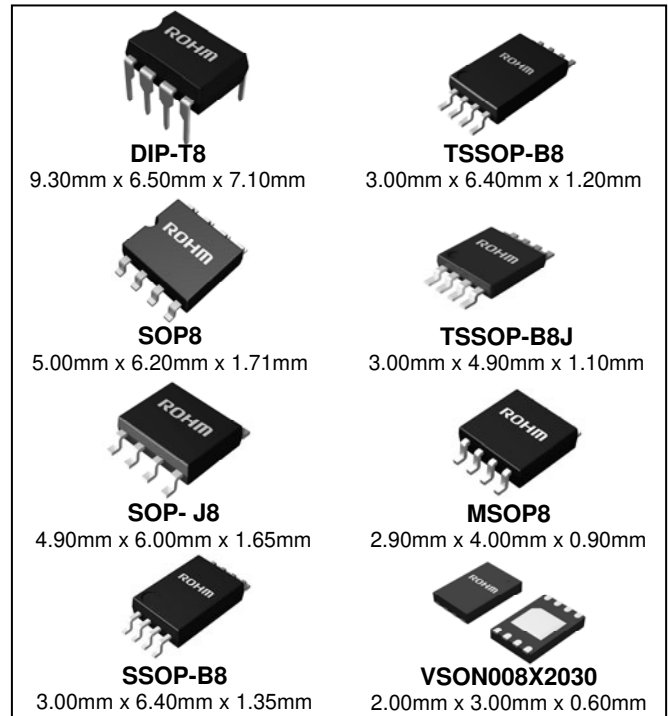 ROHM
DIP-T8
9.30mm x 6.50mm x 7.10mm
ROHM
TSSOP-B8
3.00mm x 6.40mm x 1.20mm
ROHM
SOP8
5.00mm x 6.20mm x 1.71mm
ROHM
TSSOP-B8J
3.00mm x 4.90mm x 1.10mm
ROHM
SOP- J8
4.90mm x 6.00mm x 1.65mm
ROHM
MSOP8
2.90mm x 4.00mm x 0.90mm
ROHM
SSOP-B8
3.00mm x 6.40mm x 1.35mm
ROHM
VSON008X2030
2.00mm x 3.00mm x 0.60mm